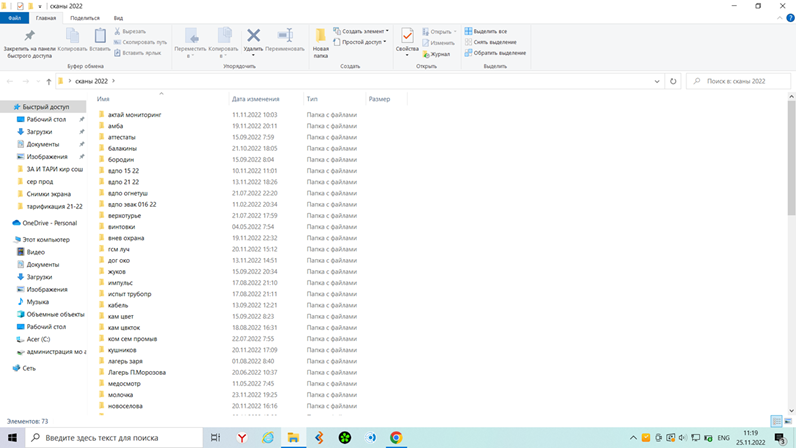 сканы 2022
Файл Главная Поделиться Вид
Закрепить на панели быстрого доступа
Копировать
Вставить
Вырезать
Скопировать путь
Вставить ярлык
Буфер обмена
Переместить в
Копировать в
Удалить
Переименовать
Упорядочить
Новая папка
Создать элемент
Простой доступ
Создать
Свойства
Открыть
Изменить
Журнал
Открыть
Выделить все
Снять выделение
Обратить выделение
Выделить
сканы 2022
Поиск в: сканы 2022
Быстрый доступ
Рабочий стол
Загрузки
Документы
Изображения
ЗА И ТАРИ кир сош
сер прод
Снимки экрана
тарификация 21-22
OneDrive - Personal
Этот компьютер
Видео
Документы
Загрузки
Изображения
Музыка
Объемные объекты
Рабочий стол
Acer (C:)
администрация мо а
Сеть
Имя Дата изменения Тип Размер
актай мониторинг 11.11.2022 10:03 Папка с файлами
амба 19.11.2022 20:11 Папка с файлами
аттестаты 15.09.2022 7:59 Папка с файлами
балакины 21.10.2022 18:05 Папка с файлами
бородин 15.09.2022 8:04 Папка с файлами
вдпо 15 22 10.11.2022 11:01 Папка с файлами
вдпо 21 22 13.11.2022 18:26 Папка с файлами
вдпо огнетуш 21.07.2022 22:20 Папка с файлами
вдпо эвак 016 22 11.02.2022 20:34 Папка с файлами
верхотурье 21.07.2022 17:59 Папка с файлами
винтовки 04.05.2022 7:54 Папка с файлами
внев охрана 19.11.2022 22:32 Папка с файлами
гсм луч 20.11.2022 15:12 Папка с файлами
дог око 13.11.2022 14:51 Папка с файлами
жуков 15.09.2022 20:34 Папка с файлами
импульс 17.08.2022 21:10 Папка с файлами
испыт трубопр 17.08.2022 21:11 Папка с файлами
кабель 13.09.2022 12:21 Папка с файлами
кам цвет 15.09.2022 8:23 Папка с файлами
кам цвкток 18.08.2022 16:31 Папка с файлами
ком сем промыв 22.07.2022 7:55 Папка с файлами
кушников 20.11.2022 17:09 Папка с файлами
лагерь заря 01.08.2022 8:40 Папка с файлами
Лагерь П.Морозова 20.06.2022 10:37 Папка с файлами
медосмотр 11.05.2022 7:45 Папка с файлами
молочка 23.11.2022 19:25 Папка с файлами
новоселова 20.11.2022 16:16 Папка с файлами
Элементов: 73
Введите здесь текст для поиска
ENG
11:19
25.11.2022